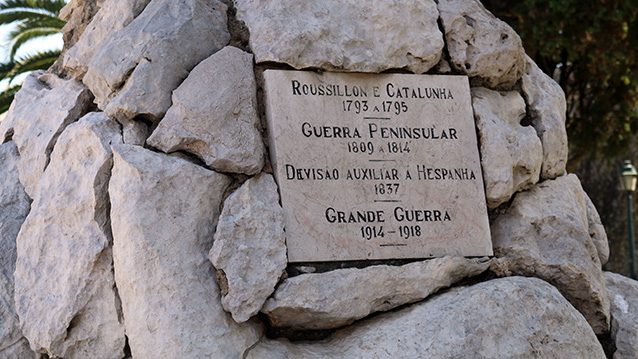 Roussillon e Catalunha
1793 a 1795
Guerra Peninsular
1809 a 1814
Devisão auxiliar á Hespanha
1837
Grande Guerra
1914-1918